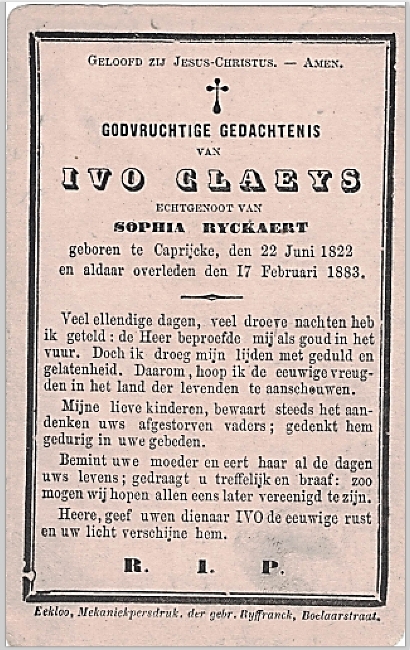 GELOOFD ZIJ JESUS-CHRISTUS. — AMEN.
GODVRUCHTIGE GEDACHTENIS
VAN
IVO CLAEYS
ECHTGENOOT VAN
SOPHIA RYCKAERT
geboren te Caprijcke, den 22 Juni 1822
en aldaar overleden den 17 Februari 1883.
Veel ellendige dagen, veel droeve nachten heb
ik geteld : de Heer beproefde mij als goud in het
vuur. Doch ik droeg mijn lijden met geduld en
gelatenheid. Daarom, hoop ik de eeuwige vreug-
den in het land der levenden te aanschouwen.
Mijne lieve kinderen, bewaart steeds het aan-
denken uws afgestorven vaders ; gedenkt hem
gedurig in uwe gebeden.
Bemint uwe moeder en eert haar al de dagen
uws levens ; gedraagt u treffelijk en braaf : zoo
mogen wij hopen allen eens later vereenigd te zijn.
Heere, geef uwen dienaar IVO de eeuwige rust
en uw licht verschijne hem.
R. I. P.
Eekloo, Mekaniekpersdruk. der gebr. Ryffranck, Boelaarstraat.